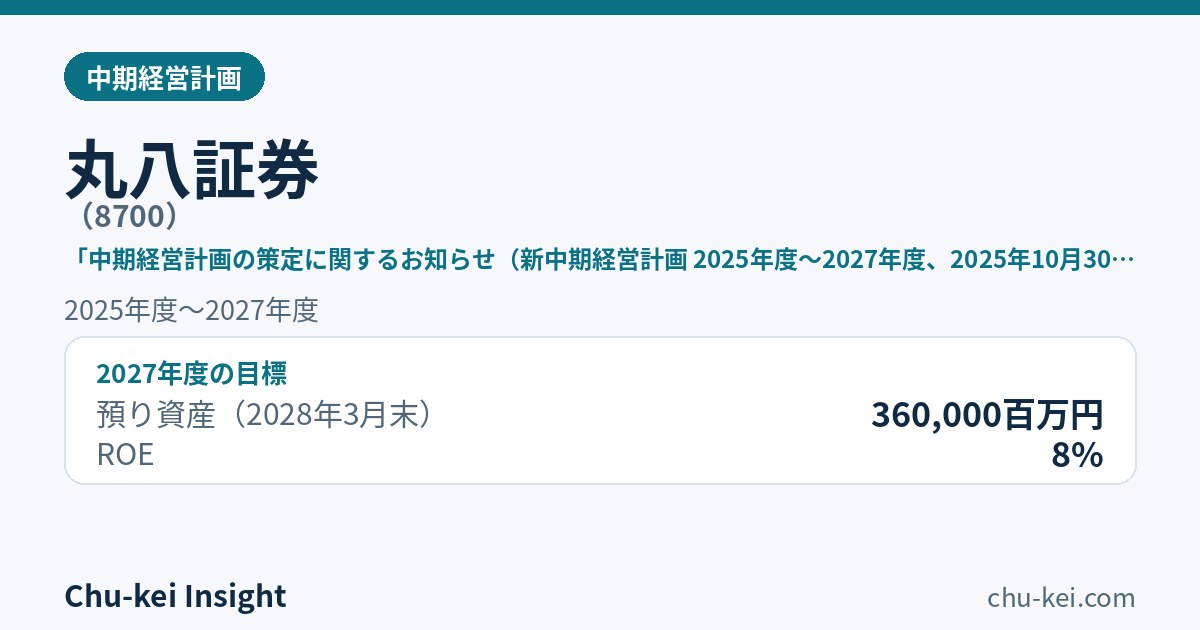 中期経営計画
丸八証券
（8700）
「中期経営計画の策定に関するお知らせ（新中期経営計画 2025年度～2027年度、2025年10月30…
2025年度～2027年度
2027年度の目標
預り資産（2028年3月末） 360,000百万円
ROE 8%
Chu-kei Insight chu-kei.com